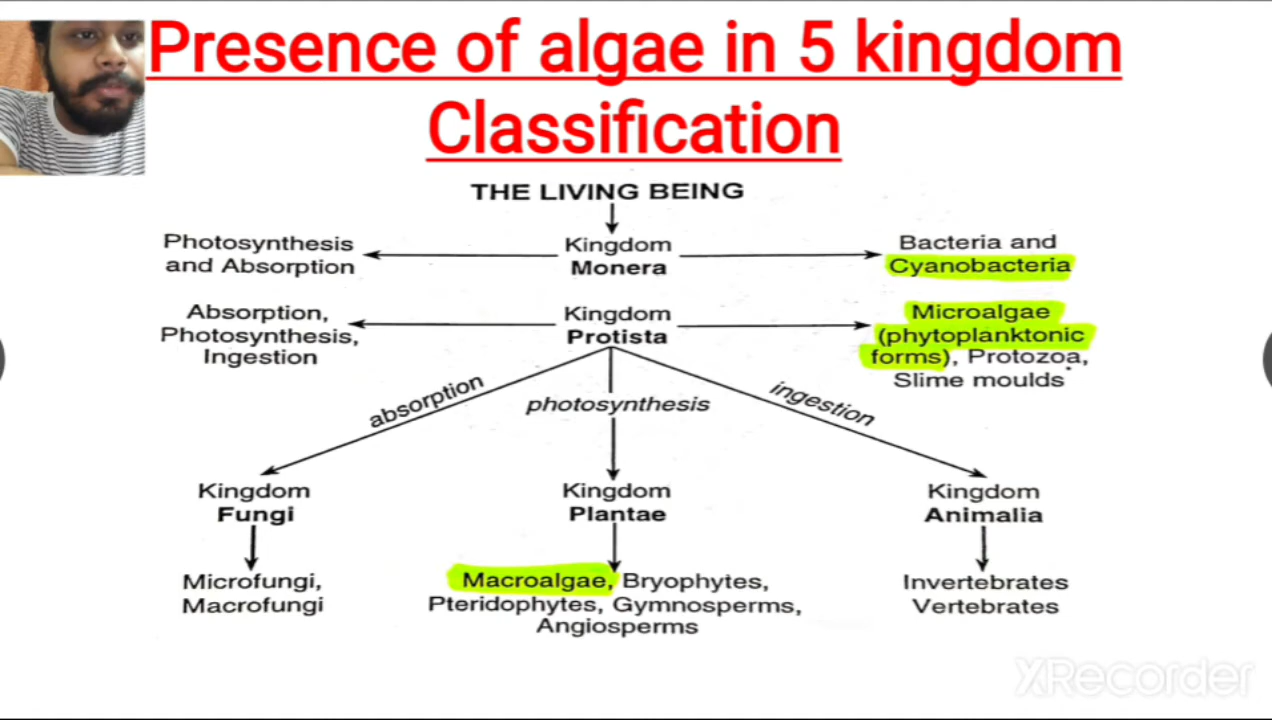 Presence of algae in 5 kingdom
Classification
THE LIVING BEING
Photosynthesis
and Absorption
Kingdom
Monera
Bacteria and
Cyanobacteria
Absorption,
Photosynthesis,
Ingestion
Kingdom
Protista
Microalgae
(phytoplanktonic
forms), Protozoa,
Slime moulds
absorption
photosynthesis
ingestion
Kingdom
Fungi
Kingdom
Plantae
Kingdom
Animalia
Microfungi,
Macrofungi
Macroalgae, Bryophytes,
Pteridophytes, Gymnosperms,
Angiosperms
Invertebrates
Vertebrates
XRecorder